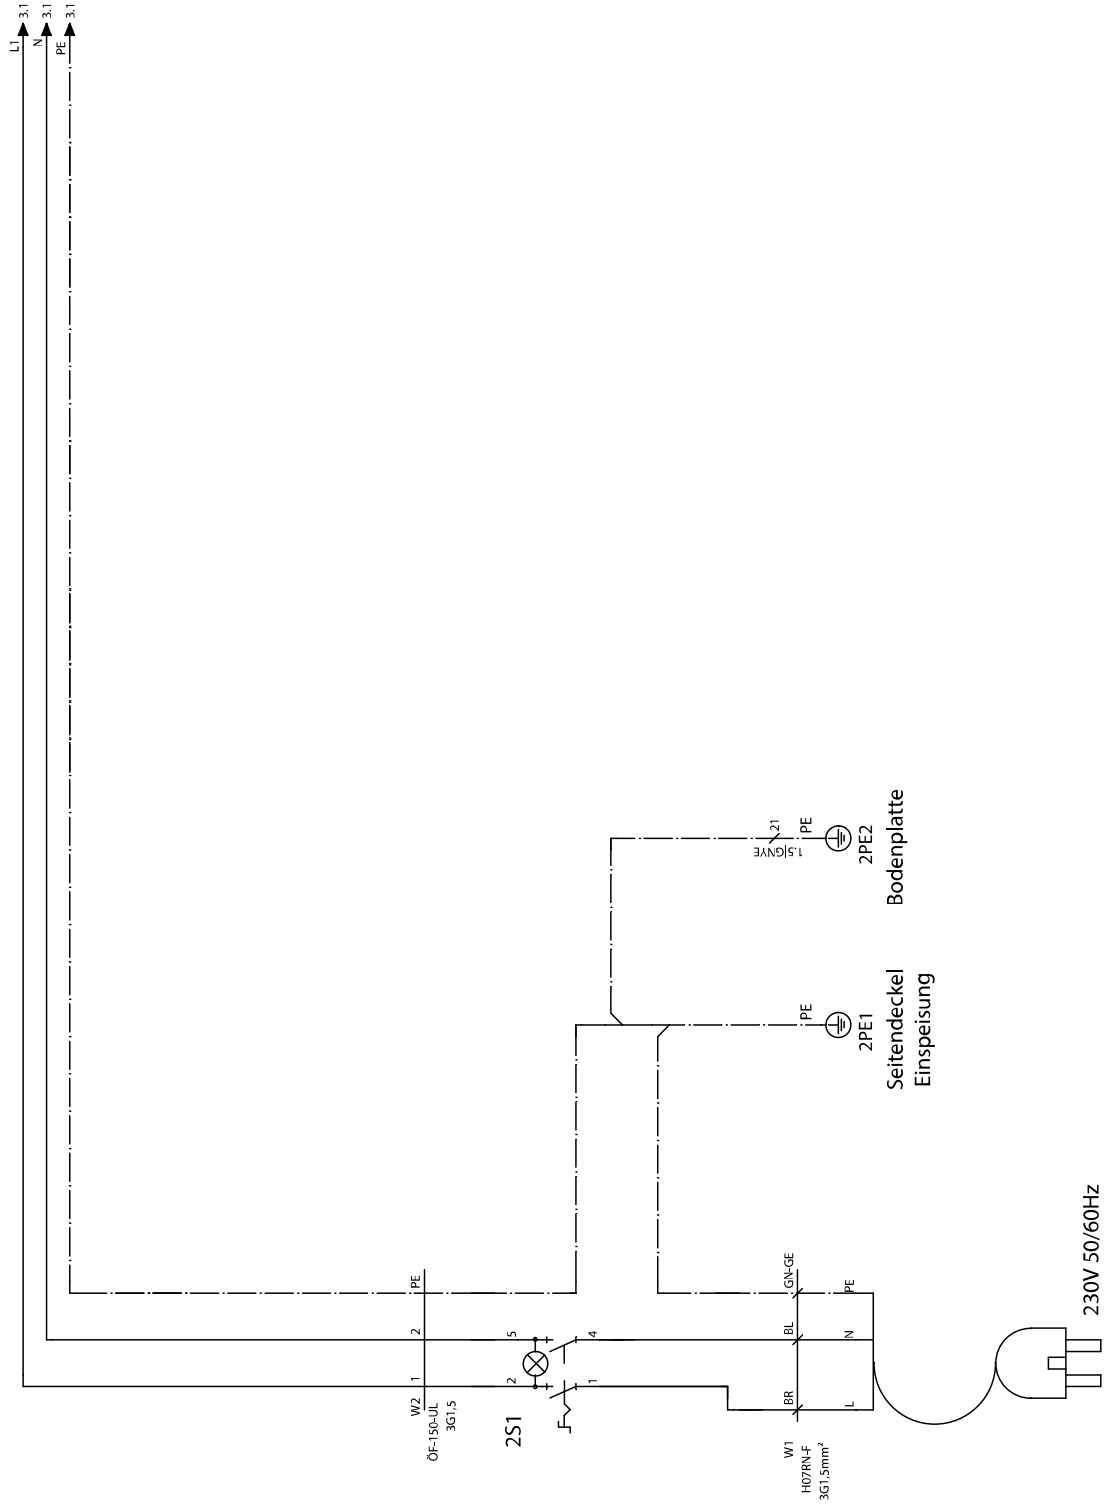 L1
3.1
N
3.1
PE
3.1
W2
ÖF-150-UL
3G1,5
1
2
PE
2S1
2
5
1
4
W1
H07RN-F
3G1,5mm²
BR
BL
GN-GE
L
N
PE
PE
2PE1
Seitendeckel
Einspeisung
1.5|GNYE
21
PE
2PE2
Bodenplatte
230V 50/60Hz